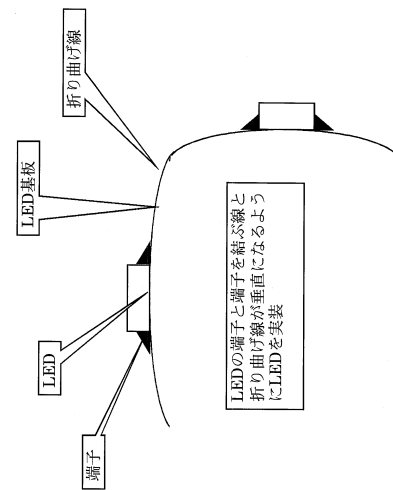 折り曲げ線
LED基板
LED
端子
LEDの端子と端子を結ぶ線と
折り曲げ線が垂直になるよう
にLEDを実装